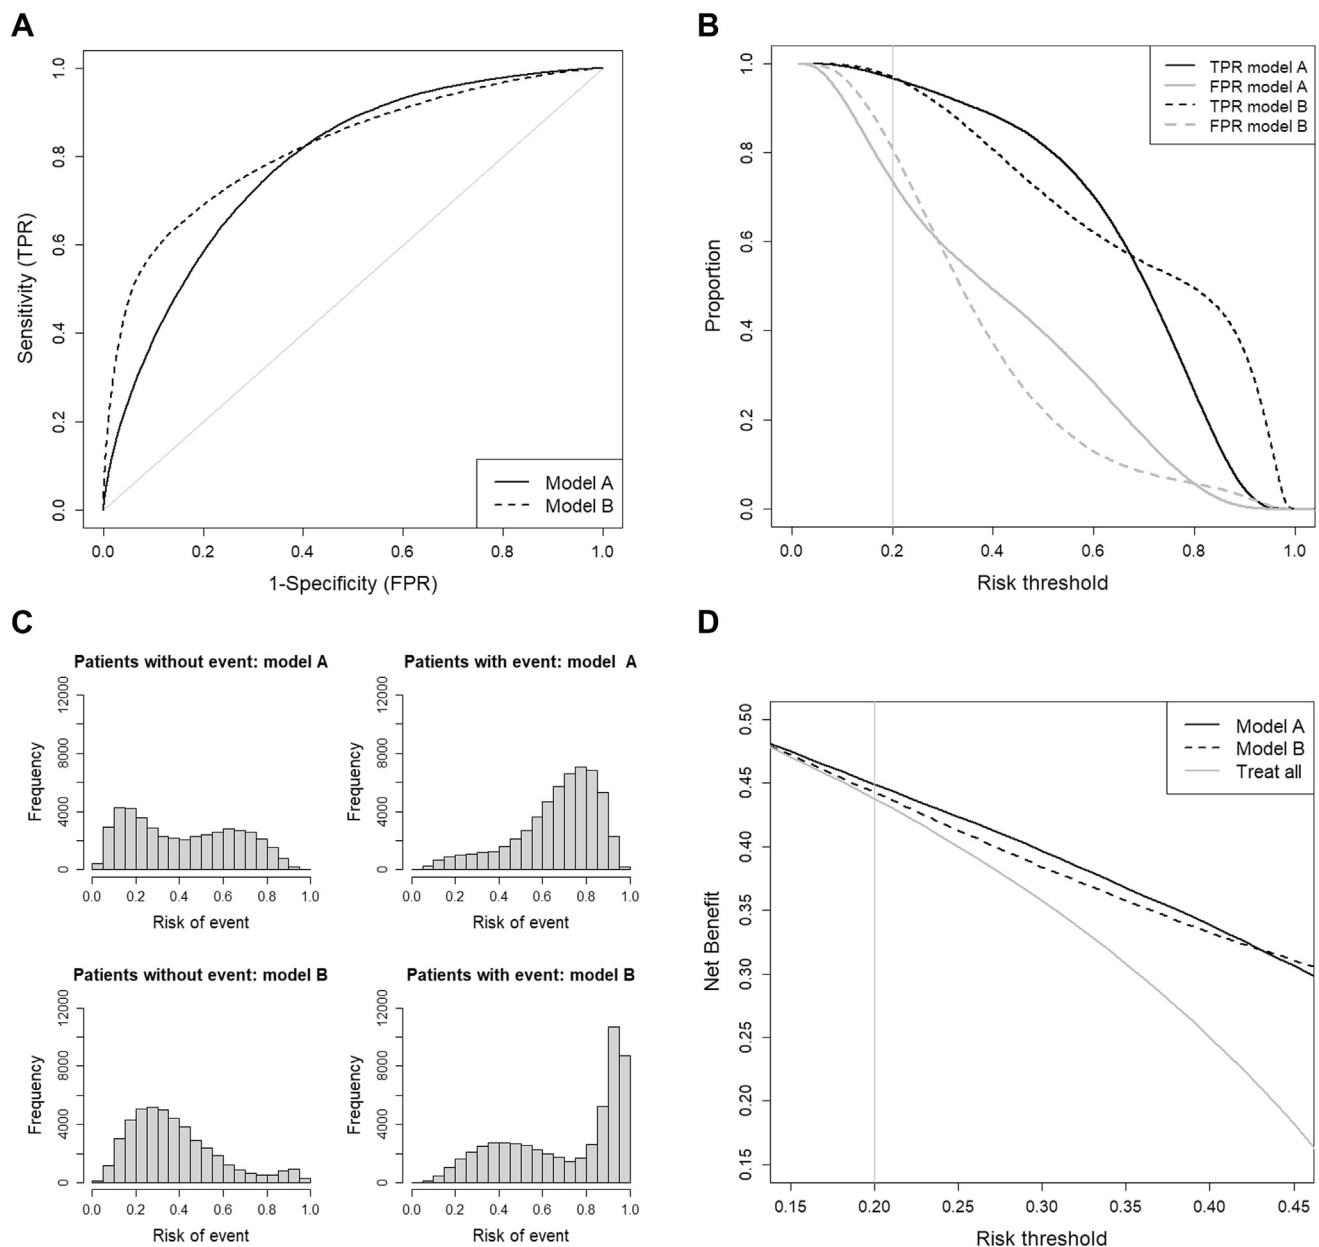 A
Sensitivity (TPR)
1.0
0.8
0.6
0.4
0.2
0.0
Model A
Model B
0.0 0.2 0.4 0.6 0.8 1.0
1-Specificity (FPR)
B
Proportion
1.0
0.8
0.6
0.4
0.2
0.0
TPR model A
FPR model A
TPR model B
FPR model B
0.0 0.2 0.4 0.6 0.8 1.0
Risk threshold
C
Patients without event: model A
Frequency
12000
8000
4000
0
0.0 0.2 0.4 0.6 0.8 1.0
Risk of event
Patients with event: model A
Frequency
12000
8000
4000
0
0.0 0.2 0.4 0.6 0.8 1.0
Risk of event
Patients without event: model B
Frequency
12000
8000
4000
0
0.0 0.2 0.4 0.6 0.8 1.0
Risk of event
Patients with event: model B
Frequency
12000
8000
4000
0
0.0 0.2 0.4 0.6 0.8 1.0
Risk of event
D
Net Benefit
0.50
0.45
0.40
0.35
0.30
0.25
0.20
0.15
Model A
Model B
Treat all
0.15 0.20 0.25 0.30 0.35 0.40 0.45
Risk threshold